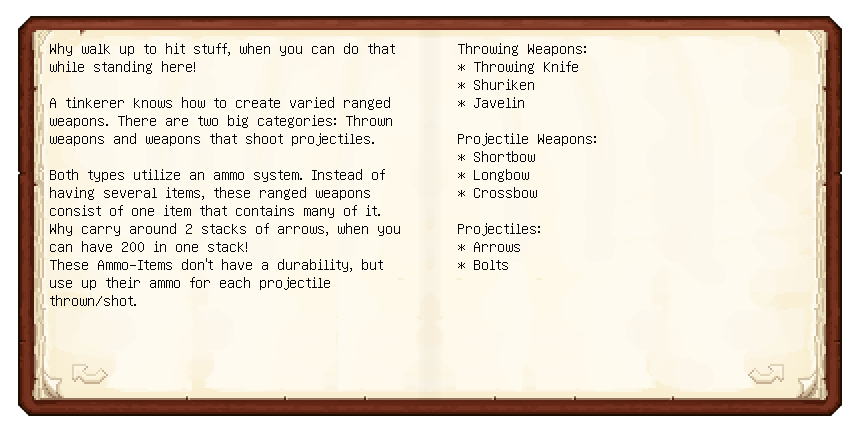 Why walk up to hit stuff, when you can do that
while standing here!
A tinkerer knows how to create varied ranged
weapons. There are two big categories: Thrown
weapons and weapons that shoot projectiles.
Both types utilize an ammo system. Instead of
having several items, these ranged weapons
consist of one item that contains many of it.
Why carry around 2 stacks of arrows, when you
can have 200 in one stack!
These Ammo-Items don't have a durability, but
use up their ammo for each projectile
thrown/shot.
Throwing Weapons:
* Throwing Knife
* Shuriken
* Javelin
Projectile Weapons:
* Shortbow
* Longbow
* Crossbow
Projectiles:
* Arrows
* Bolts